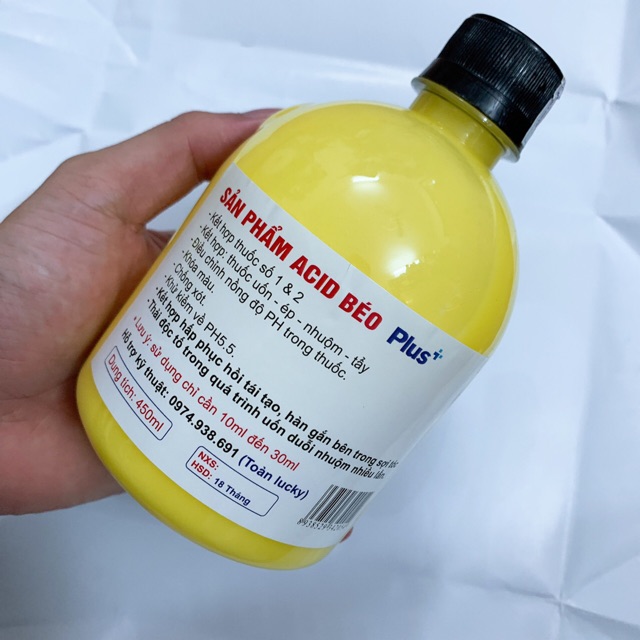 SẢN PHẨM ACID BÉO Plus+
-Kết hợp thuốc số 1 & 2
-Kết hợp: thuốc uốn - ép - nhuộm - tẩy
-Điều chỉnh nồng độ PH trong thuốc.
-Khóa màu.
-Chống tớt.
-Khử kiềm về PH5.5.
-Kết hợp hấp phục hồi tái tạo, hàn gắn bên trong sợi
-Thải độc tố trong quá trình uốn duỗi nhuộm nhiều lần
* Lưu ý: sử dụng chỉ cần 10ml đến 30ml
Hỗ trợ kỹ thuật: 0974.938.691 (Toàn lucky)
Dung tích: 450ml
NXS:
HSD: 18 Tháng